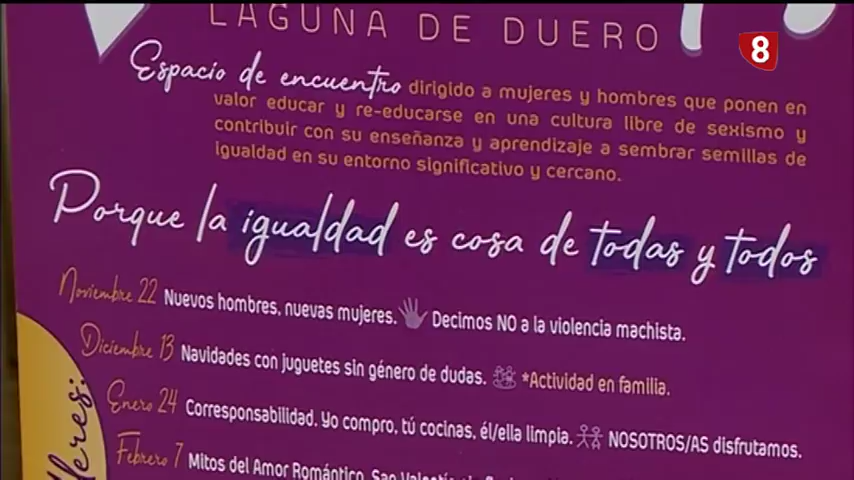 LAGUNA DE DUERO
8
Espacio de encuentro dirigido a mujeres y hombres que ponen en
valor educar y re-educarse en una cultura libre de sexismo y
contribuir con su enseñanza y aprendizaje a sembrar semillas de
igualdad en su entorno significativo y cercano.
Porque la igualdad es cosa de todas y todos
Noviembre 22 Nuevos hombres, nuevas mujeres. Decimos NO a la violencia machista.
Diciembre 13 Navidades con juguetes sin género de dudas. *Actividad en familia.
Enero 24 Corresponsabilidad. Yo compro, tú cocinas, él/ella limpia. NOSOTROS/AS disfrutamos.
Febrero 7 Mitos del Amor Romántico. San